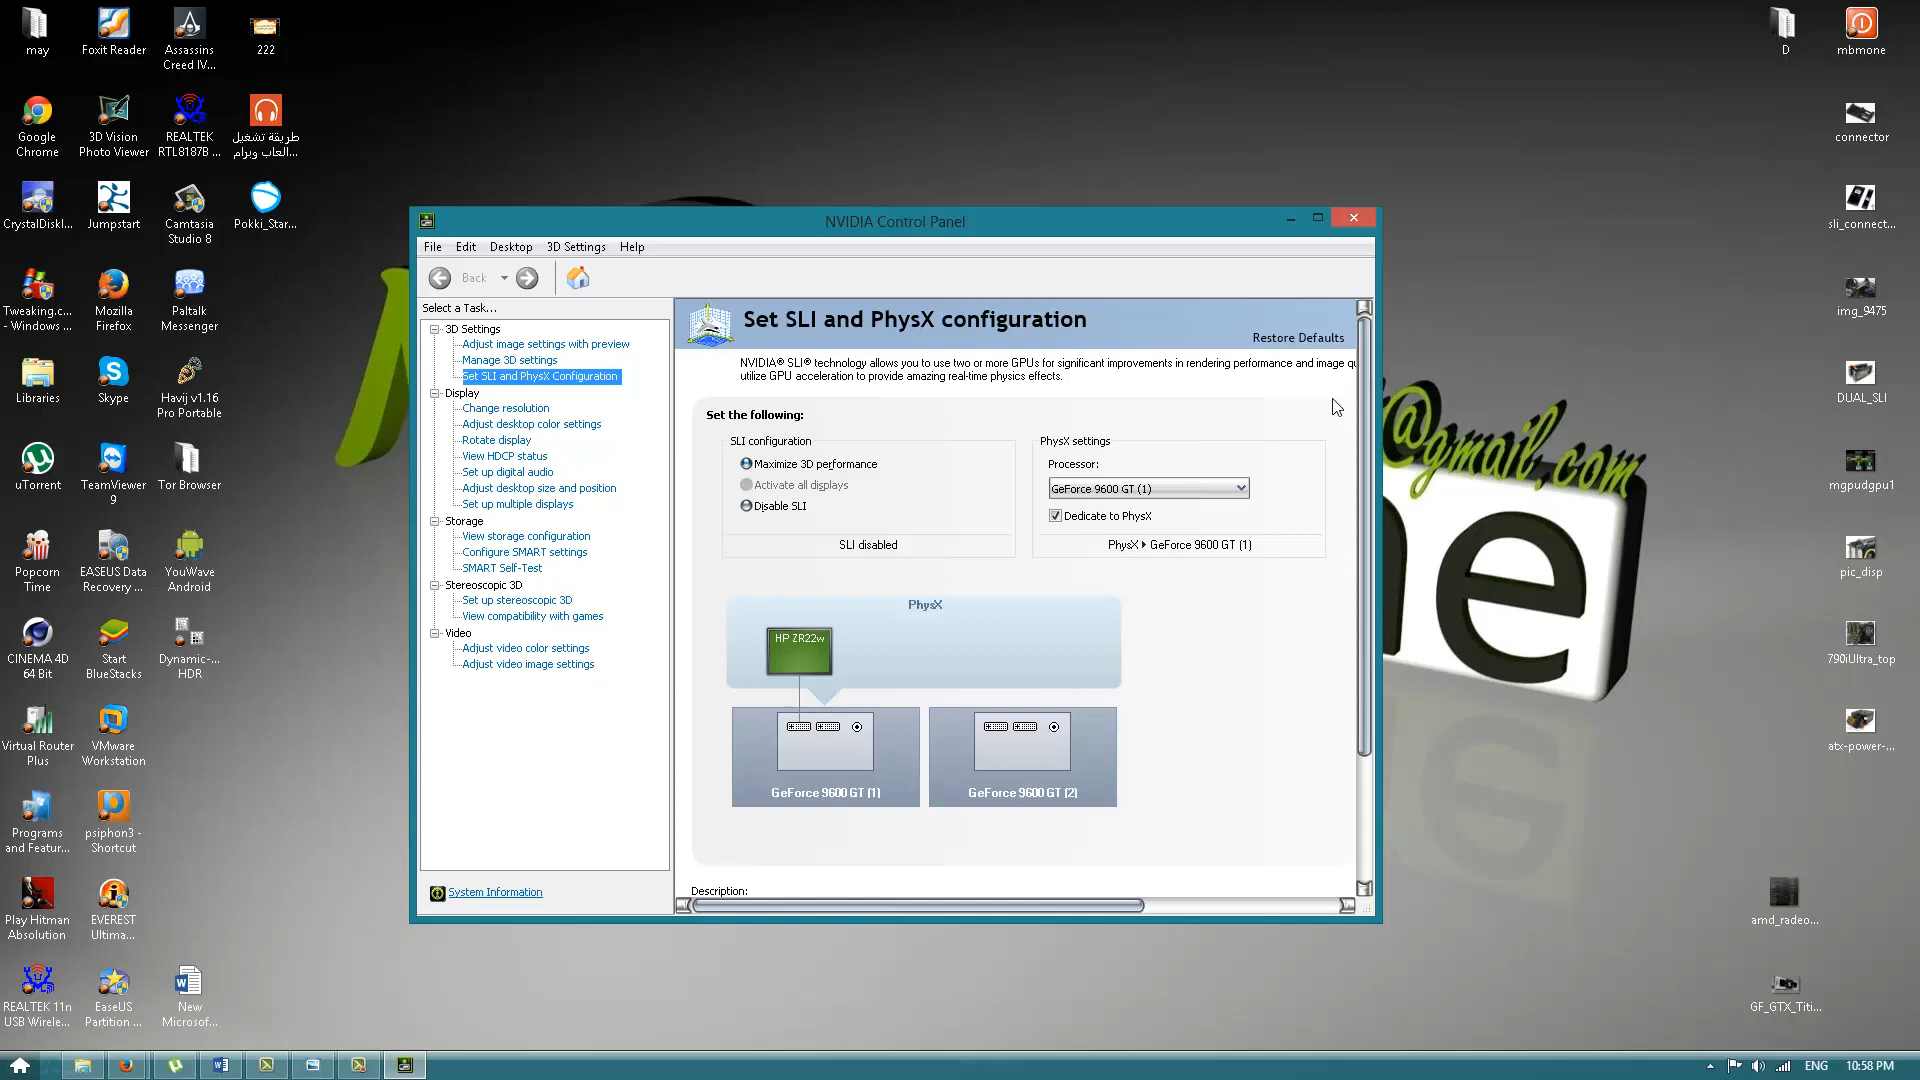 may
Foxit Reader
Assassins
Creed IV...
222
D
mbmone
Google
Chrome
3D Vision
Photo Viewer
REALTEK
RTL8187B ...
طريقة تشغيل
العاب وبرام...
connector
CrystalDiskI...
Jumpstart
Camtasia
Studio 8
Pokki_Star...
sli_connect...
Tweaking.c...
- Windows ...
Mozilla
Firefox
Paltalk
Messenger
img_9475
Libraries
Skype
Havij v1.16
Pro Portable
DUAL_SLI
uTorrent
TeamViewer
9
Tor Browser
mgpudgpu1
Popcorn
Time
EASEUS Data
Recovery ...
YouWave
Android
pic_disp
CINEMA 4D
64 Bit
Start
BlueStacks
Dynamic-...
HDR
790iUltra_top
Virtual Router
Plus
VMware
Workstation
atx-power-...
Programs
and Featur...
psiphon3 -
Shortcut
Play Hitman
Absolution
EVEREST
Ultima...
amd_radeo...
REALTEK 11n
USB Wirele...
EaseUS
Partition ...
New
Microsof...
GF_GTX_Titi...
@gmail.com
NVIDIA Control Panel
File Edit Desktop 3D Settings Help
Back
Select a Task...
3D Settings
Adjust image settings with preview
Manage 3D settings
Set SLI and PhysX Configuration
Display
Change resolution
Adjust desktop color settings
Rotate display
View HDCP status
Set up digital audio
Adjust desktop size and position
Set up multiple displays
Storage
View storage configuration
Configure SMART settings
SMART Self-Test
Stereoscopic 3D
Set up stereoscopic 3D
View compatibility with games
Video
Adjust video color settings
Adjust video image settings
System Information
Set SLI and PhysX configuration
Restore Defaults
NVIDIA® SLI® technology allows you to use two or more GPUs for significant improvements in rendering performance and image qu
utilize GPU acceleration to provide amazing real-time physics effects.
Set the following:
SLI configuration
Maximize 3D performance
Activate all displays
Disable SLI
SLI disabled
PhysX settings
Processor:
GeForce 9600 GT (1)
Dedicate to PhysX
PhysX GeForce 9600 GT (1)
PhysX
HP ZR22w
GeForce 9600 GT (1)
GeForce 9600 GT (2)
Description:
ENG 10:58 PM